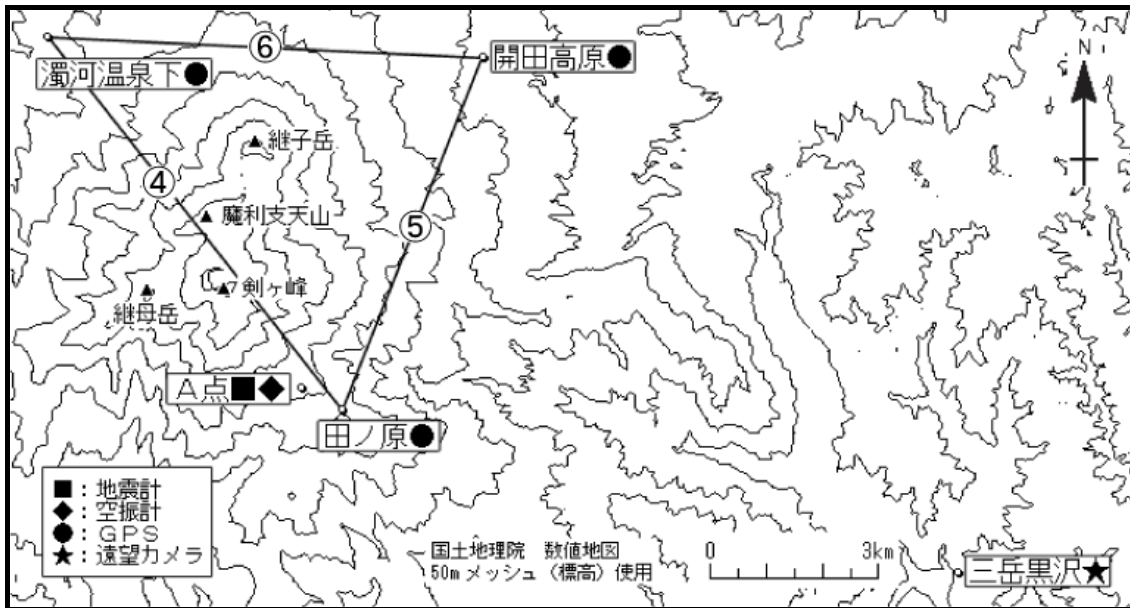 ⑥
開田高原●
N
濁河温泉下●
▲継子岳
④
▲魔利支天山
⑤
▲剣ヶ峰
▲
継母岳
A点■◆
田ノ原●
■：地震計
◆：空振計
●：GPS
★：遠望カメラ
国土地理院 数値地図
50mメッシュ（標高）使用
0 3km
三岳黒沢★